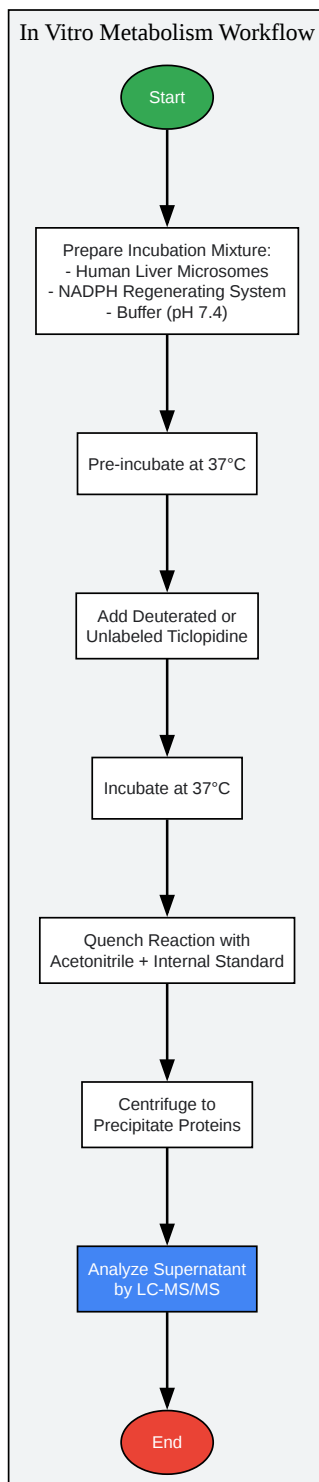 In Vitro Metabolism Workflow
Start
Prepare Incubation Mixture:
- Human Liver Microsomes
- NADPH Regenerating System
- Buffer (pH 7.4)
Pre-incubate at 37°C
Add Deuterated or
Unlabeled Ticlopidine
Incubate at 37°C
Quench Reaction with
Acetonitrile + Internal Standard
Centrifuge to
Precipitate Proteins
Analyze Supernatant
by LC-MS/MS
End